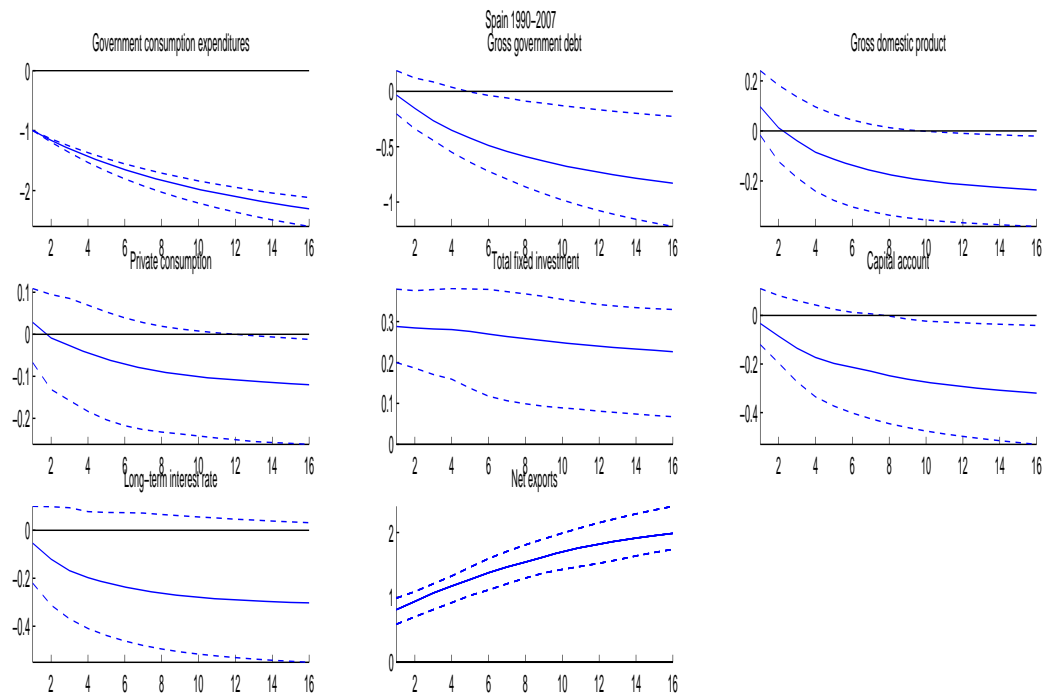 Spain 1990–2007
Government consumption expenditures
Gross government debt
Gross domestic product
0
−1
−2
2 4 6 8 10 12 14 16
0
−0.5
−1
2 4 6 8 10 12 14 16
0.2
0
−0.2
2 4 6 8 10 12 14 16
Private consumption
Total fixed investment
Capital account
0.1
0
−0.1
−0.2
2 4 6 8 10 12 14 16
0.3
0.2
0.1
0
2 4 6 8 10 12 14 16
0
−0.2
−0.4
2 4 6 8 10 12 14 16
Long−term interest rate
Net exports
0
−0.2
−0.4
2 4 6 8 10 12 14 16
2
1
0
2 4 6 8 10 12 14 16